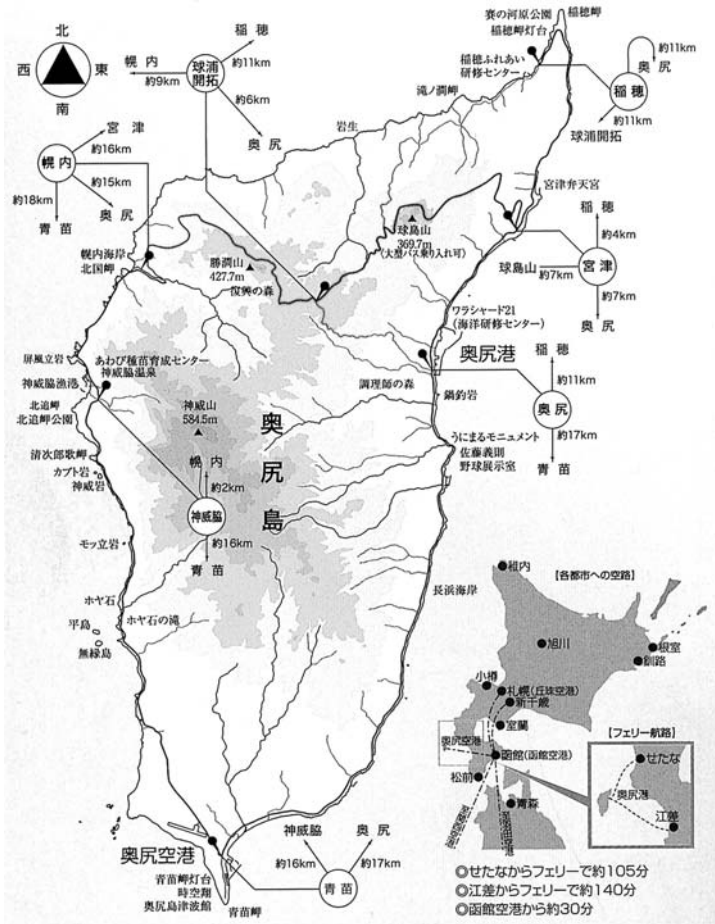 北
西
東
南
稲穂
幌内
約11km
球浦
開拓
約9km
約6km
奥尻
宮津
約16km
幌内
約15km
約18km
奥尻
青苗
賽の河原公園
稲穂岬
稲穂岬灯台
稲穂ふれあい
研修センター
滝ノ澗岬
約11km
奥尻
稲穂
約11km
球浦開拓
岩生
宮津弁天宮
球島山
369.7m
(大型バス乗り入れ可)
稲穂
約4km
球島山
約7km
宮津
約7km
奥尻
幌内海岸
北国岬
勝澗山
427.7m
復興の森
ワラシャード21
(海洋研修センター)
奥尻港
稲穂
約11km
奥尻
約17km
青苗
屏風立岩
あわび種苗育成センター
神威脇温泉
神威脇漁港
調理師の森
鍋釣岩
北追岬
北追岬公園
神威山
584.5m
奥尻島
うにまるモニュメント
佐藤義則
野球展示室
清次郎歌岬
カブト岩
神威岩
幌内
約2km
神威脇
約16km
青苗
モッ立岩
長浜海岸
ホヤ石
ホヤ石の滝
平島
無縁島
【各都市への空路】
稚内
旭川
根室
釧路
小樽
札幌(丘珠空港)
新千歳
室蘭
奥尻空港
函館(函館空港)
松前
青森
【フェリー航路】
せたな
奥尻港
江差
奥尻空港
神威脇
奥尻
約16km
約17km
青苗
青苗岬灯台
時空翔
奥尻島津波館
青苗岬
◎せたなからフェリーで約105分
◎江差からフェリーで約140分
◎函館空港から約30分